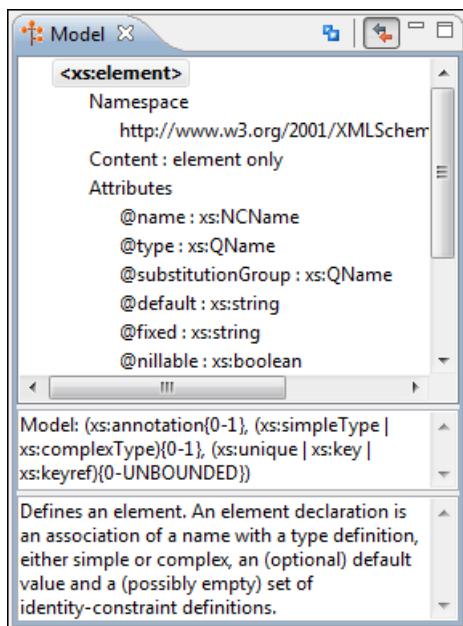 Model
<xs:element>
Namespace
http://www.w3.org/2001/XMLSchem
Content : element only
Attributes
@name : xs:NCName
@type : xs:QName
@substitutionGroup : xs:QName
@default : xs:string
@fixed : xs:string
@nillable : xs:boolean
Model: (xs:annotation{0-1}, (xs:simpleType |
xs:complexType){0-1}, (xs:unique | xs:key |
xs:keyref){0-UNBOUNDED})
Defines an element. An element declaration is
an association of a name with a type definition,
either simple or complex, an (optional) default
value and a (possibly empty) set of
identity-constraint definitions.